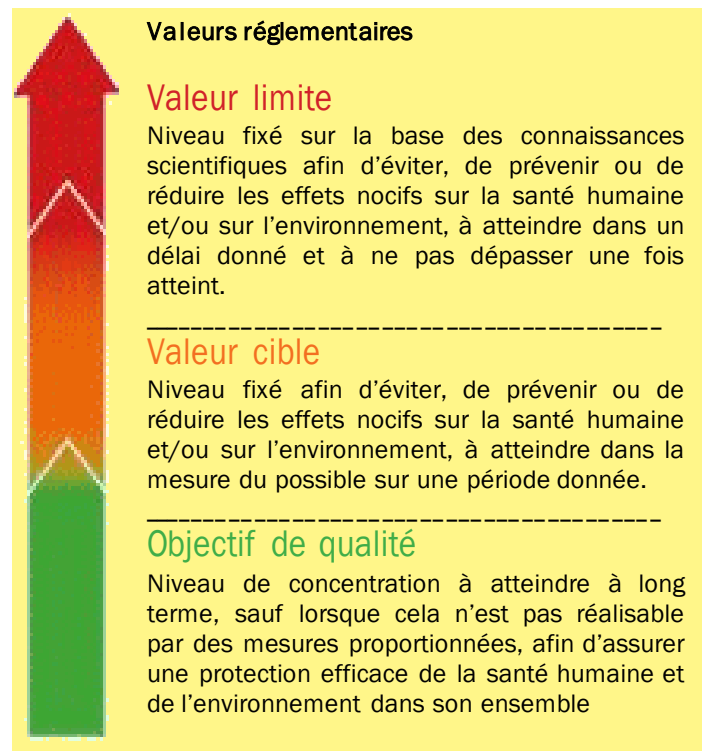 Valeurs réglementaires
Valeur limite
Niveau fixé sur la base des connaissances
scientifiques afin d’éviter, de prévenir ou de
réduire les effets nocifs sur la santé humaine
et/ou sur l’environnement, à atteindre dans un
délai donné et à ne pas dépasser une fois
atteint.
Valeur cible
Niveau fixé afin d’éviter, de prévenir ou de
réduire les effets nocifs sur la santé humaine
et/ou sur l’environnement, à atteindre dans la
mesure du possible sur une période donnée.
Objectif de qualité
Niveau de concentration à atteindre à long
terme, sauf lorsque cela n’est pas réalisable
par des mesures proportionnées, afin d’assurer
une protection efficace de la santé humaine et
de l’environnement dans son ensemble